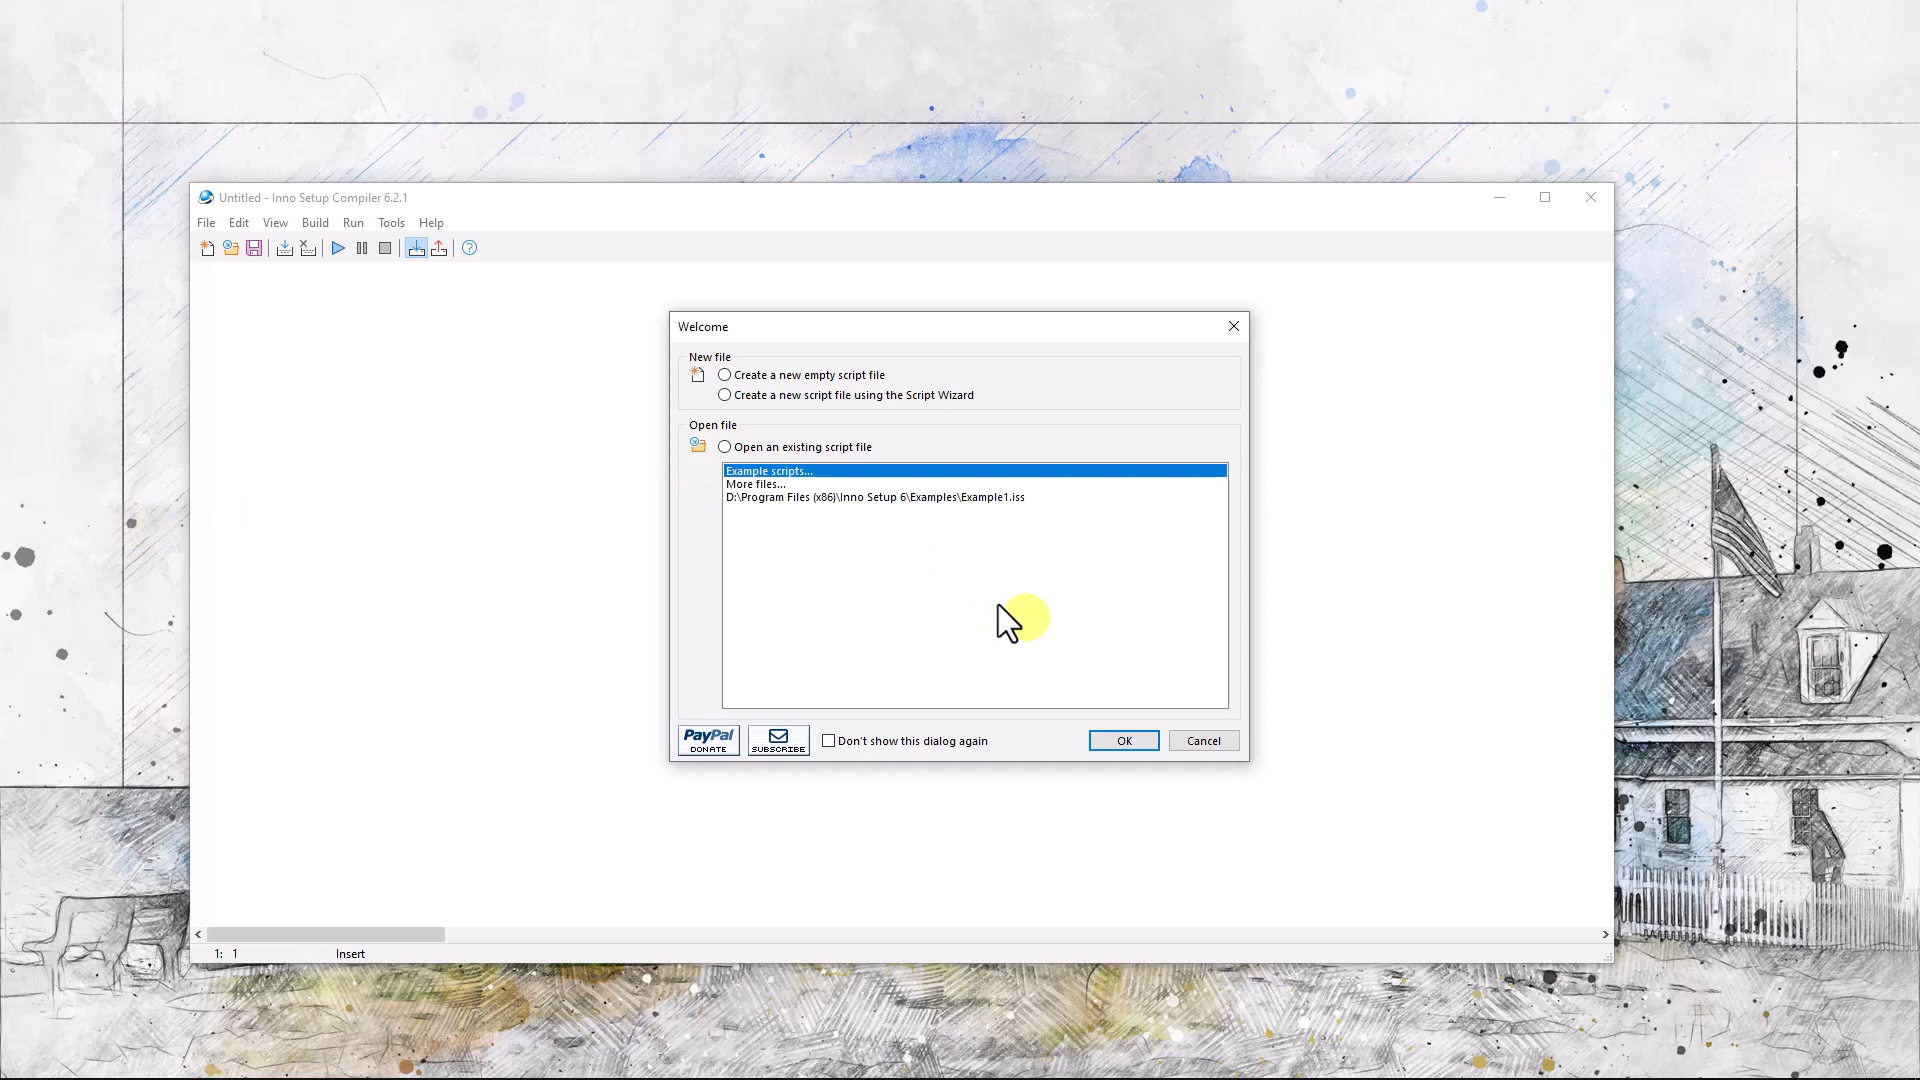 Untitled - Inno Setup Compiler 6.2.1
File Edit View Build Run Tools Help
Welcome
New file
Create a new empty script file
Create a new script file using the Script Wizard
Open file
Open an existing script file
Example scripts...
More files...
D:\Program Files (x86)\Inno Setup 6\Examples\Example1.iss
PayPal
DONATE
SUBSCRIBE
Don't show this dialog again
OK
Cancel
1: 1
Insert